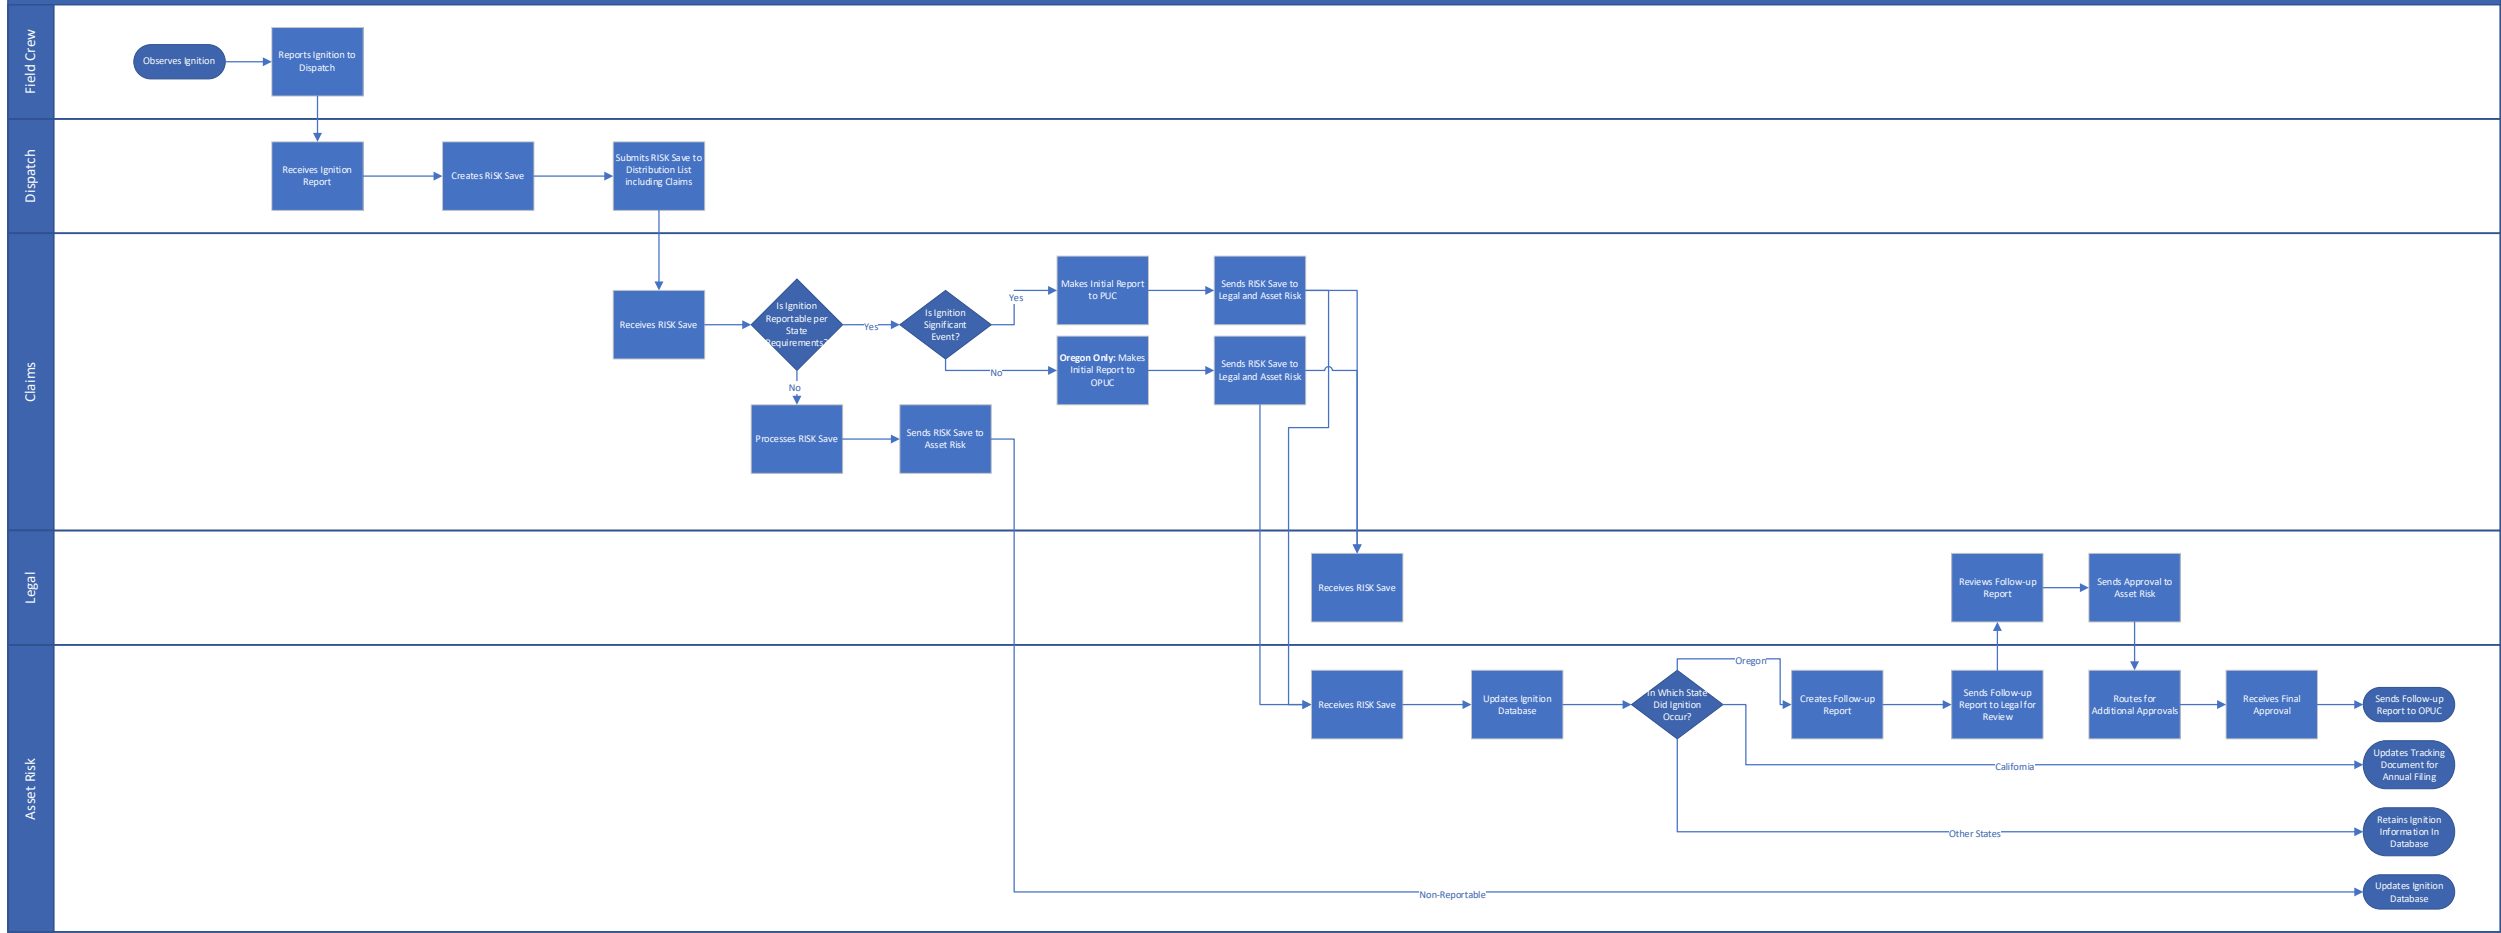 Field Crew
Observes Ignition
Reports Ignition to
Dispatch
Dispatch
Receives Ignition
Report
Creates RISK Save
Submits RISK Save to
Distribution List
including Claims
Claims
Receives RISK Save
Is Ignition
Reportable per
State
Requirements?
Yes
No
Is Ignition
Significant
Event?
Yes
No
Makes Initial Report
to PUC
Sends RISK Save to
Legal and Asset Risk
Oregon Only: Makes
Initial Report to
OPUC
Sends RISK Save to
Legal and Asset Risk
Processes RISK Save
Sends RISK Save to
Asset Risk
Legal
Receives RISK Save
Reviews Follow-up
Report
Sends Approval to
Asset Risk
Asset Risk
Receives RISK Save
Updates Ignition
Database
In Which State
Did Ignition
Occur?
Oregon
Creates Follow-up
Report
Sends Follow-up
Report to Legal for
Review
Routes for
Additional Approvals
Receives Final
Approval
Sends Follow-up
Report to OPUC
California
Updates Tracking
Document for
Annual Filing
Other States
Retains Ignition
Information In
Database
Non-Reportable
Updates Ignition
Database